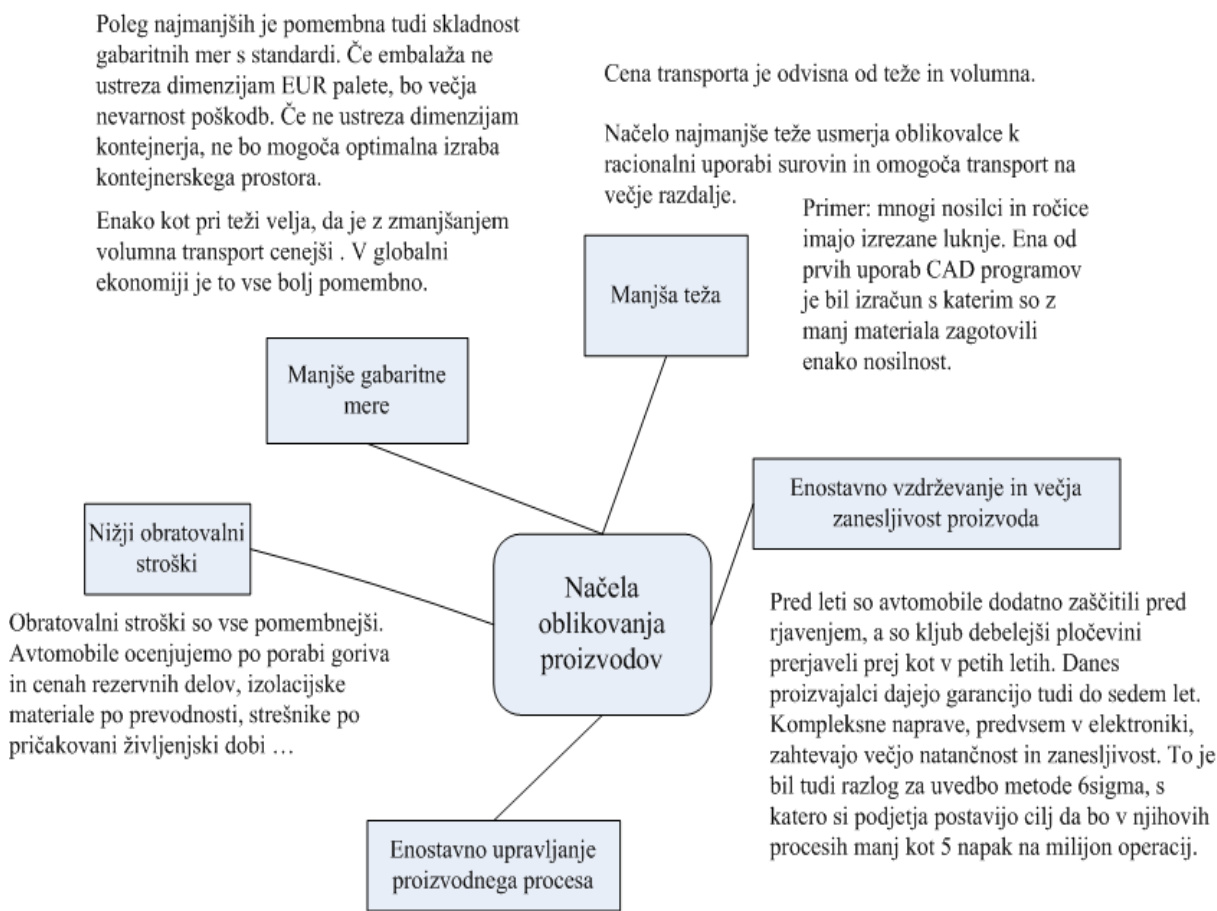 Poleg najmanjših je pomembna tudi skladnost
gabaritnih mer s standardi. Če embalaža ne
ustreza dimenzijam EUR palete, bo večja
nevarnost poškodb. Če ne ustreza dimenzijam
kontejnerja, ne bo mogoča optimalna izraba
kontejnerskega prostora.
Enako kot pri teži velja, da je z zmanjšanjem
volumna transport cenejši . V globalni
ekonomiji je to vse bolj pomembno.
Cena transporta je odvisna od teže in volumna.
Načelo najmanjše teže usmerja oblikovalce k
racionalni uporabi surovin in omogoča transport na
večje razdalje.
Primer: mnogi nosilci in ročice
imajo izrezane luknje. Ena od
prvih uporab CAD programov
je bil izračun s katerim so z
manj materiala zagotovili
enako nosilnost.
Manjša teža
Manjše gabaritne
mere
Enostavno vzdrževanje in večja
zanesljivost proizvoda
Nižji obratovalni
stroški
Načela
oblikovanja
proizvodov
Obratovalni stroški so vse pomembnejši.
Avtomobile ocenjujemo po porabi goriva
in cenah rezervnih delov, izolacijske
materiale po prevodnosti, strešnike po
pričakovani življenjski dobi …
Pred leti so avtomobile dodatno zaščitili pred
rjavenjem, a so kljub debelejši pločevini
prerjaveli prej kot v petih letih. Danes
proizvajalci dajejo garancijo tudi do sedem let.
Kompleksne naprave, predvsem v elektroniki,
zahtevajo večjo natančnost in zanesljivost. To je
bil tudi razlog za uvedbo metode 6sigma, s
katero si podjetja postavijo cilj da bo v njihovih
procesih manj kot 5 napak na milijon operacij.
Enostavno upravljanje
proizvodnega procesa